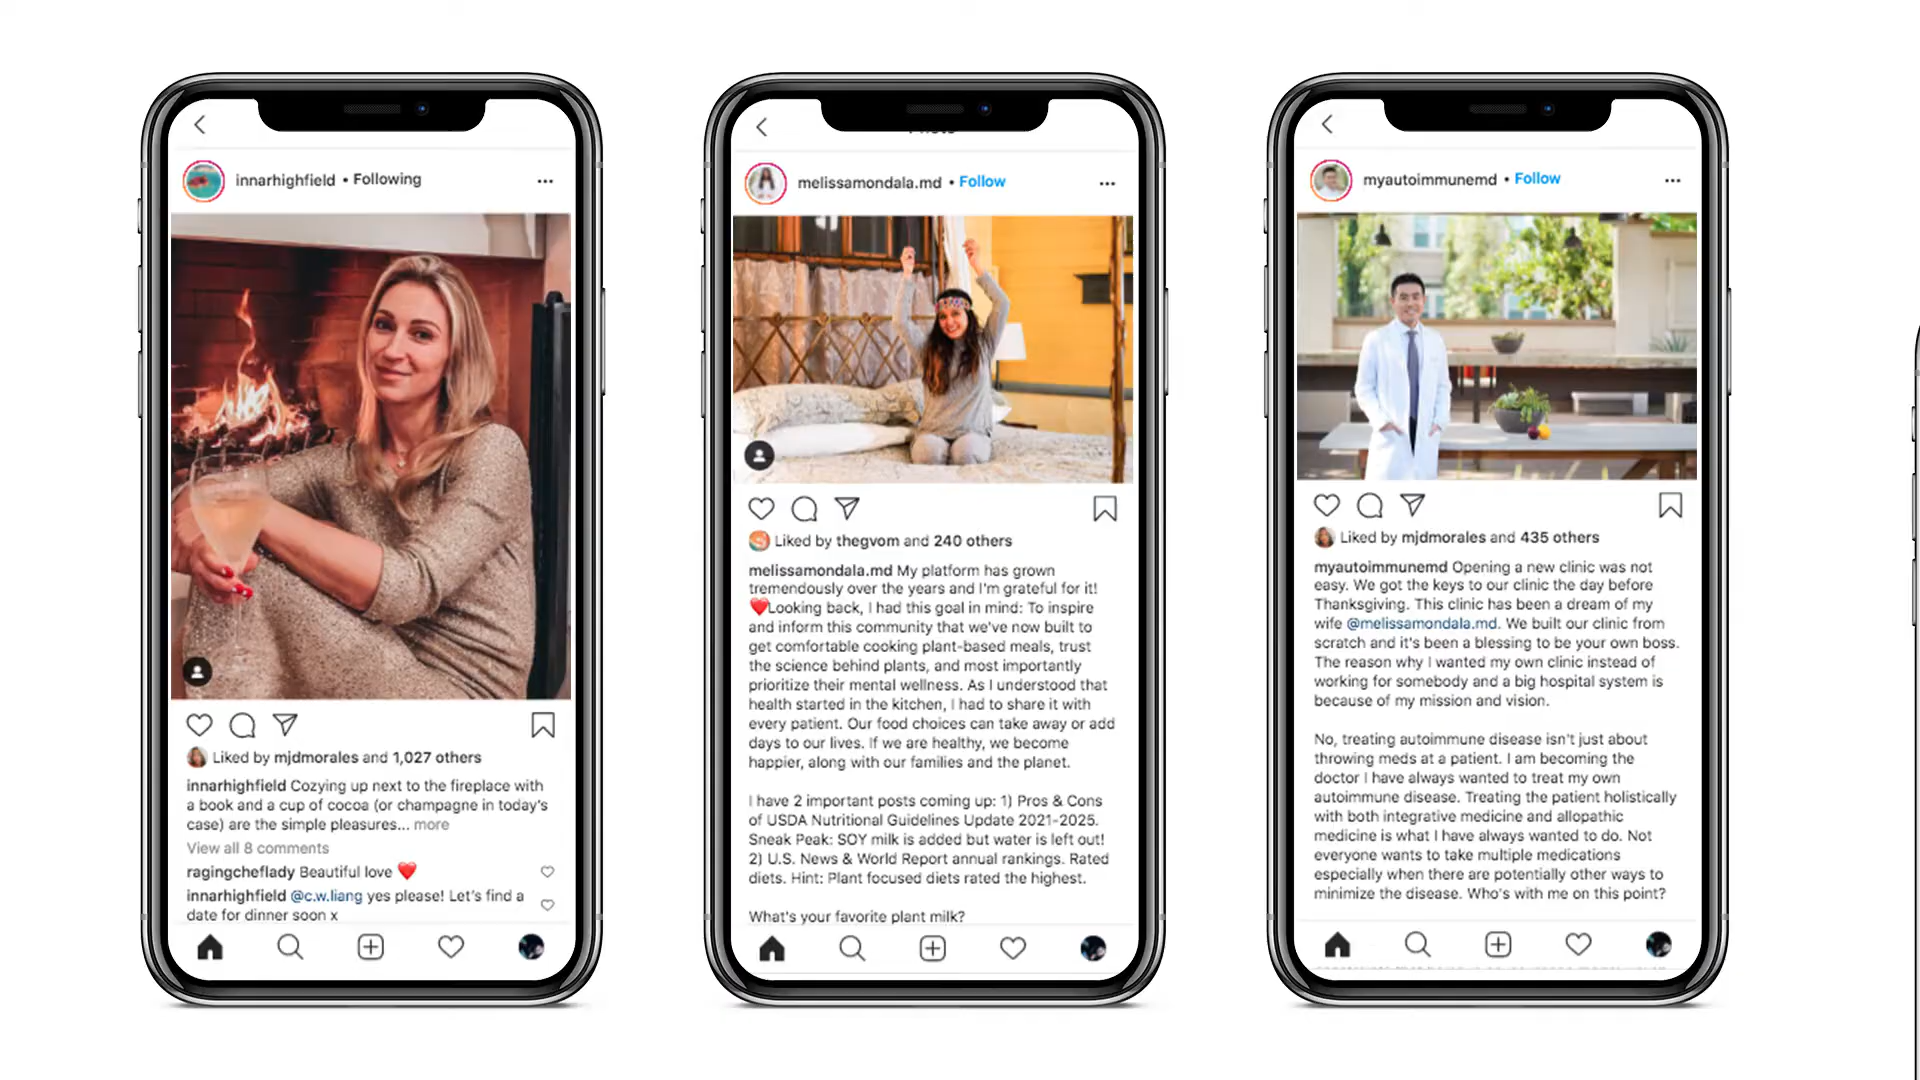 innarhighfield • Following
Liked by mjdmorales and 1,027 others
innarhighfield Cozying up next to the fireplace with
a book and a cup of cocoa (or champagne in today's
case) are the simple pleasures... more
View all 8 comments
ragingcheflady Beautiful love ❤️
innarhighfield @c.w.liang yes please! Let's find a
date for dinner soon x
melissamondala.md • Follow
Liked by thegvom and 240 others
melissamondala.md My platform has grown
tremendously over the years and I'm grateful for it!
❤️Looking back, I had this goal in mind: To inspire
and inform this community that we've now built to
get comfortable cooking plant-based meals, trust
the science behind plants, and most importantly
prioritize their mental wellness. As I understood that
health started in the kitchen, I had to share it with
every patient. Our food choices can take away or add
days to our lives. If we are healthy, we become
happier, along with our families and the planet.
I have 2 important posts coming up: 1) Pros & Cons
of USDA Nutritional Guidelines Update 2021-2025.
Sneak Peak: SOY milk is added but water is left out!
2) U.S. News & World Report annual rankings. Rated
diets. Hint: Plant focused diets rated the highest.
What's your favorite plant milk?
myautoimmunemd • Follow
Liked by mjdmorales and 435 others
myautoimmunemd Opening a new clinic was not
easy. We got the keys to our clinic the day before
Thanksgiving. This clinic has been a dream of my
wife @melissamondala.md. We built our clinic from
scratch and it's been a blessing to be your own boss.
The reason why I wanted my own clinic instead of
working for somebody and a big hospital system is
because of my mission and vision.
No, treating autoimmune disease isn't just about
throwing meds at a patient. I am becoming the
doctor I have always wanted to treat my own
autoimmune disease. Treating the patient holistically
with both integrative medicine and allopathic
medicine is what I have always wanted to do. Not
everyone wants to take multiple medications
especially when there are potentially other ways to
minimize the disease. Who's with me on this point?